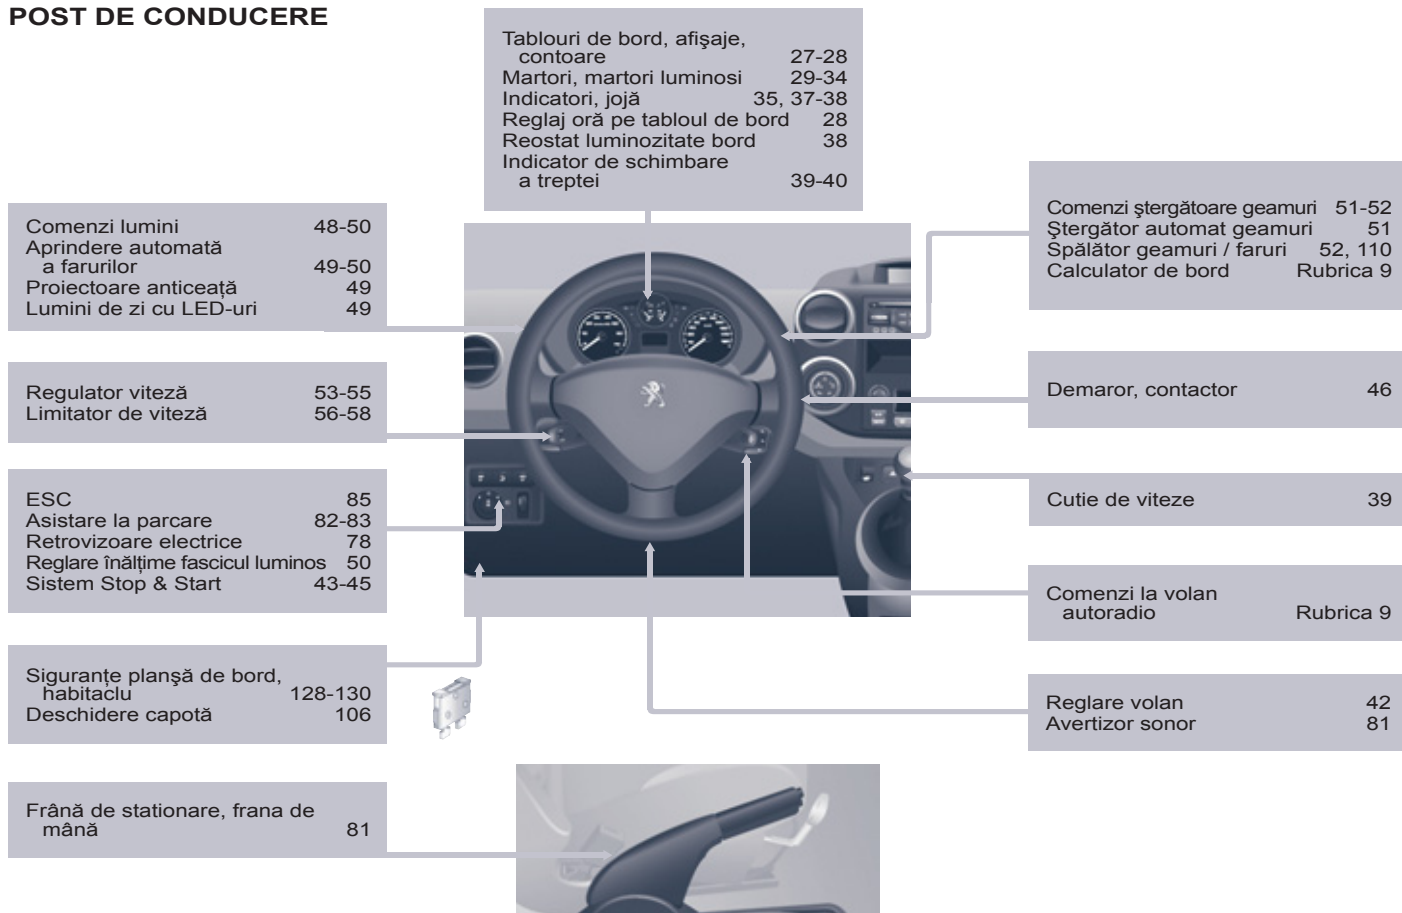 POST DE CONDUCERE
Tablouri de bord, afişaje,
contoare 27-28
Martori, martori luminosi 29-34
Indicatori, jojă 35, 37-38
Reglaj oră pe tabloul de bord 28
Reostat luminozitate bord 38
Indicator de schimbare
a treptei 39-40
Comenzi lumini 48-50
Aprindere automată
a farurilor 49-50
Proiectoare anticeaţă 49
Lumini de zi cu LED-uri 49
Regulator viteză 53-55
Limitator de viteză 56-58
ESC 85
Asistare la parcare 82-83
Retrovizoare electrice 78
Reglare înălţime fascicul luminos 50
Sistem Stop & Start 43-45
Siguranţe planşă de bord,
habitaclu 128-130
Deschidere capotă 106
Frână de stationare, frana de
mână 81
Comenzi ştergătoare geamuri 51-52
Ştergător automat geamuri 51
Spălător geamuri / faruri 52, 110
Calculator de bord Rubrica 9
Demaror, contactor 46
Cutie de viteze 39
Comenzi la volan
autoradio Rubrica 9
Reglare volan 42
Avertizor sonor 81